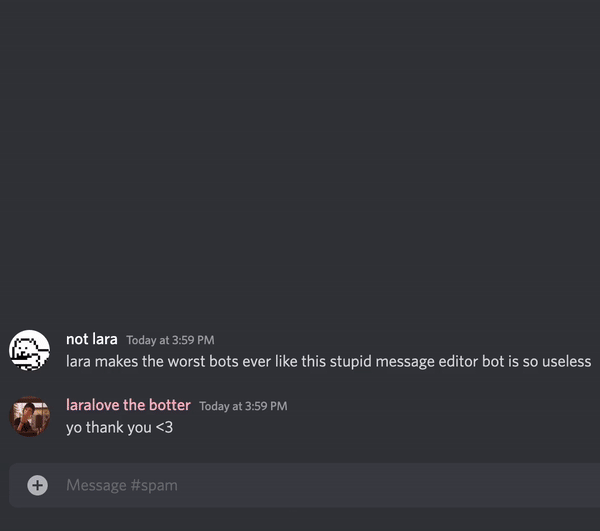 not lara Today at 3:59 PM
lara makes the worst bots ever like this stupid message editor bot is so useless
laralove the botter Today at 3:59 PM
yo thank you <3
Message #spam